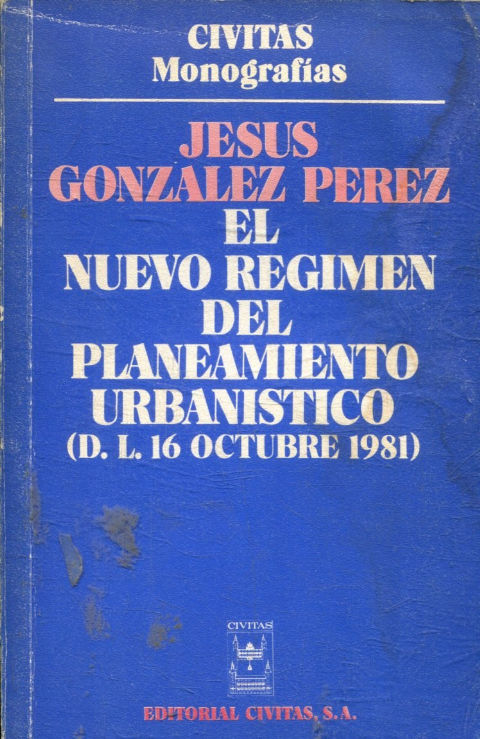 CIVITAS
Monografías
JESUS
GONZALEZ PEREZ
EL
NUEVO REGIMEN
DEL
PLANEAMIENTO
URBANISTICO
(D. L. 16 OCTUBRE 1981)
CIVITAS
EDITORIAL CIVITAS, S. A.